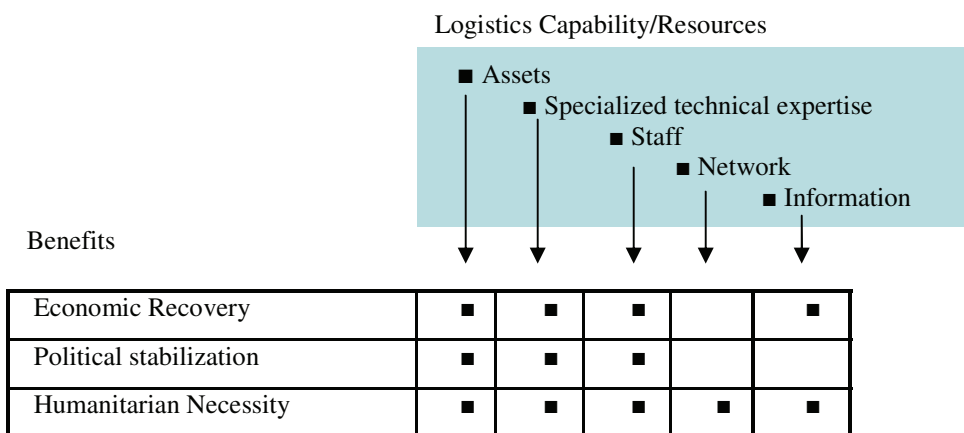 Logistics Capability/Resources
■ Assets
■ Specialized technical expertise
■ Staff
■ Network
■ Information
Benefits
Economic Recovery ■ ■ ■ ■
Political stabilization ■ ■ ■
Humanitarian Necessity ■ ■ ■ ■ ■